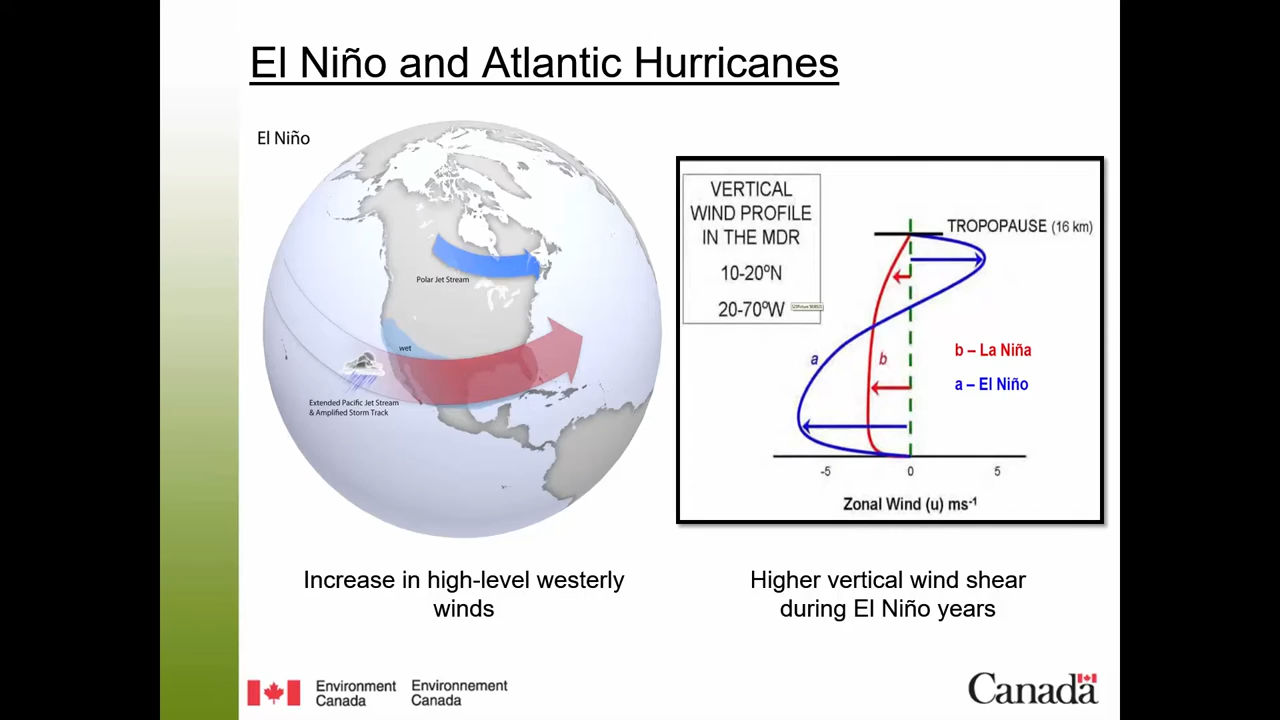 El Niño and Atlantic Hurricanes
El Niño
Polar Jet Stream
wet
Extended Pacific Jet Stream
& Amplified Storm Track
VERTICAL
WIND PROFILE
IN THE MDR
10-20ºN
20-70ºW
TROPOPAUSE (16 km)
b – La Niña
a – El Niño
a
b
-5
0
5
Zonal Wind (u) ms-1
Increase in high-level westerly
winds
Higher vertical wind shear
during El Niño years
Environment
Canada
Environnement
Canada
Canada